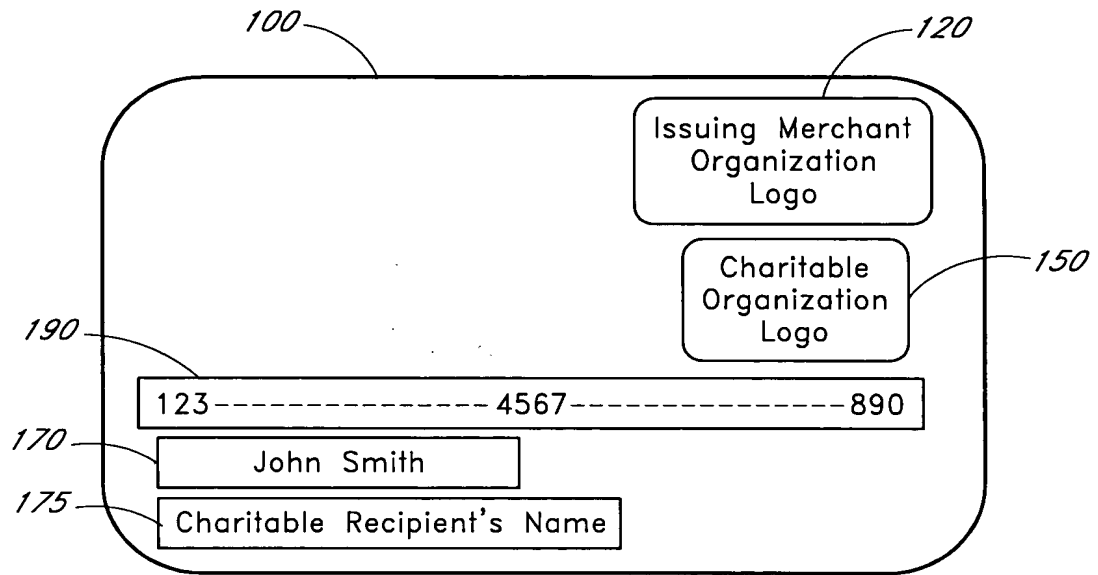 100
120
Issuing Merchant
Organization
Logo
Charitable
Organization
Logo
150
190
123---------------4567---------------890
170
John Smith
175
Charitable Recipient's Name